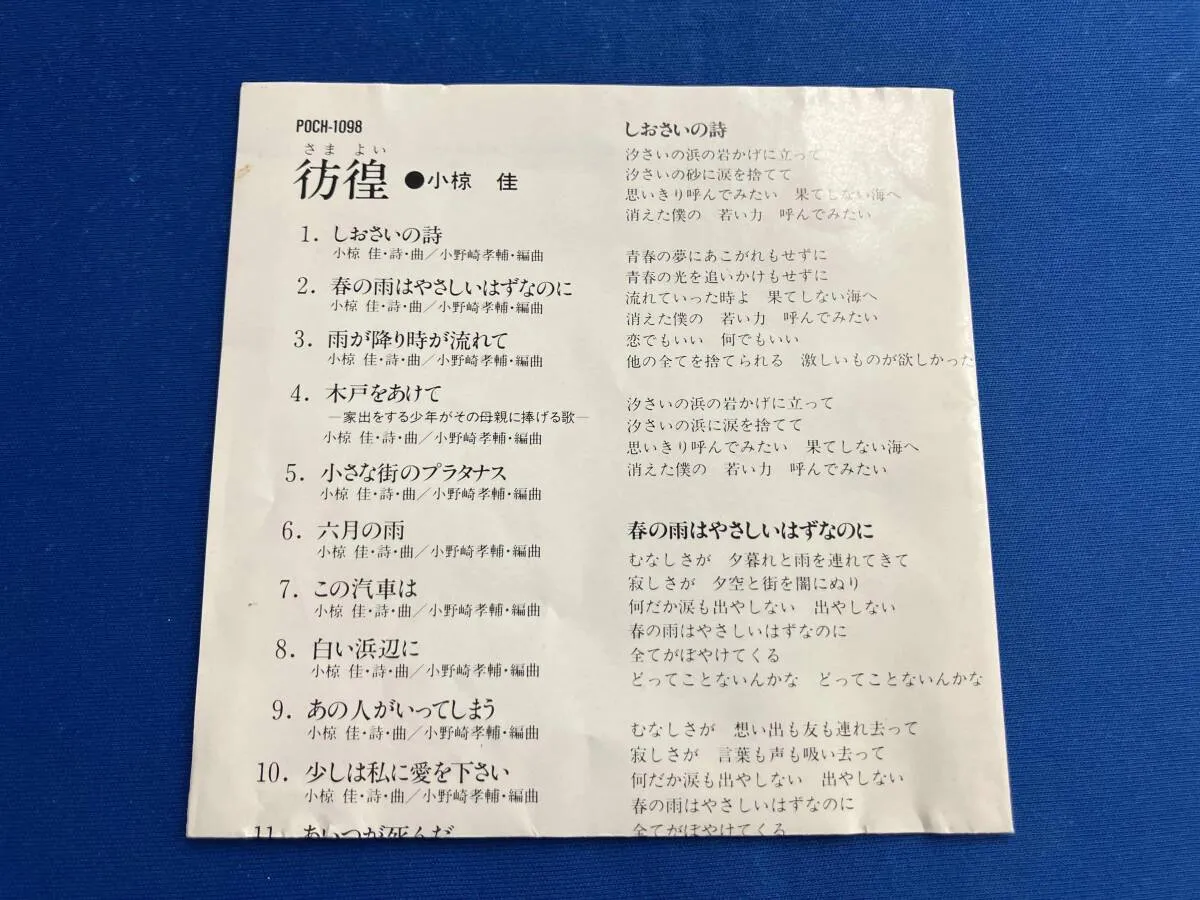 POCH-1098
さまよい
彷徨 ●小椋 佳
1. しおさいの詩
小椋 佳・詩・曲／小野崎孝輔・編曲
2. 春の雨はやさしいはずなのに
小椋 佳・詩・曲／小野崎孝輔・編曲
3. 雨が降り時が流れて
小椋 佳・詩・曲／小野崎孝輔・編曲
4. 木戸をあけて
—家出をする少年がその母親に捧げる歌—
小椋 佳・詩・曲／小野崎孝輔・編曲
5. 小さな街のプラタナス
小椋 佳・詩・曲／小野崎孝輔・編曲
6. 六月の雨
小椋 佳・詩・曲／小野崎孝輔・編曲
7. この汽車は
小椋 佳・詩・曲／小野崎孝輔・編曲
8. 白い浜辺に
小椋 佳・詩・曲／小野崎孝輔・編曲
9. あの人がいってしまう
小椋 佳・詩・曲／小野崎孝輔・編曲
10. 少しは私に愛を下さい
小椋 佳・詩・曲／小野崎孝輔・編曲
11. あいつが死んだ
しおさいの詩
汐さいの浜の岩かげに立って
汐さいの砂に涙を捨てて
思いきり呼んでみたい 果てしない海へ
消えた僕の 若い力 呼んでみたい
青春の夢にあこがれもせずに
青春の光を追いかけもせずに
流れていった時よ 果てしない海へ
消えた僕の 若い力 呼んでみたい
恋でもいい 何でもいい
他の全てを捨てられる 激しいものが欲しかった
汐さいの浜の岩かげに立って
汐さいの浜に涙を捨てて
思いきり呼んでみたい 果てしない海へ
消えた僕の 若い力 呼んでみたい
春の雨はやさしいはずなのに
むなしさが 夕暮れと雨を連れてきて
寂しさが 夕空と街を闇にぬり
何だか涙も出やしない 出やしない
春の雨はやさしいはずなのに
全てがぼやけてくる
どってことないんかな どってことないんかな
むなしさが 想い出も友も連れ去って
寂しさが 言葉も声も吸い去って
何だか涙も出やしない 出やしない
春の雨はやさしいはずなのに
全てがぼやけてくる